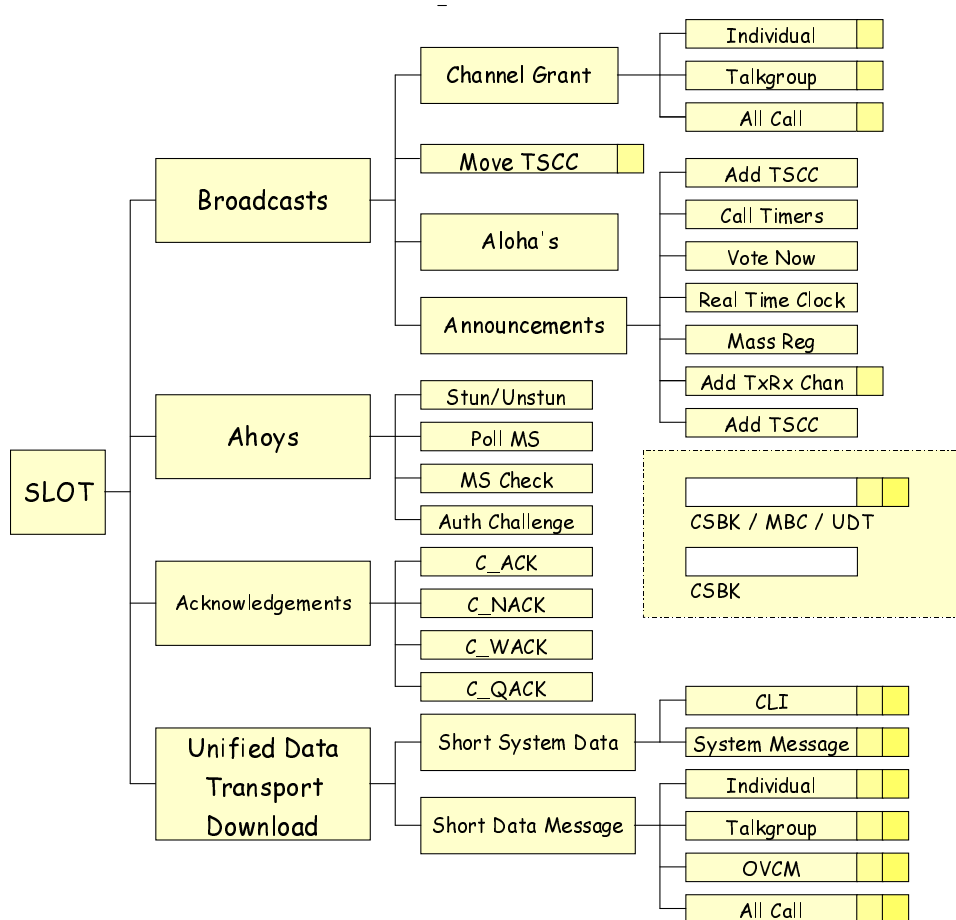 SLOT
Broadcasts
Channel Grant
Individual
Talkgroup
All Call
Move TSCC
Aloha's
Announcements
Add TSCC
Call Timers
Vote Now
Real Time Clock
Mass Reg
Add TxRx Chan
Add TSCC
Ahoys
Stun/Unstun
Poll MS
MS Check
Auth Challenge
Acknowledgements
C_ACK
C_NACK
C_WACK
C_QACK
Unified Data
Transport
Download
Short System Data
CLI
System Message
Short Data Message
Individual
Talkgroup
OVCM
All Call
CSBK / MBC / UDT
CSBK